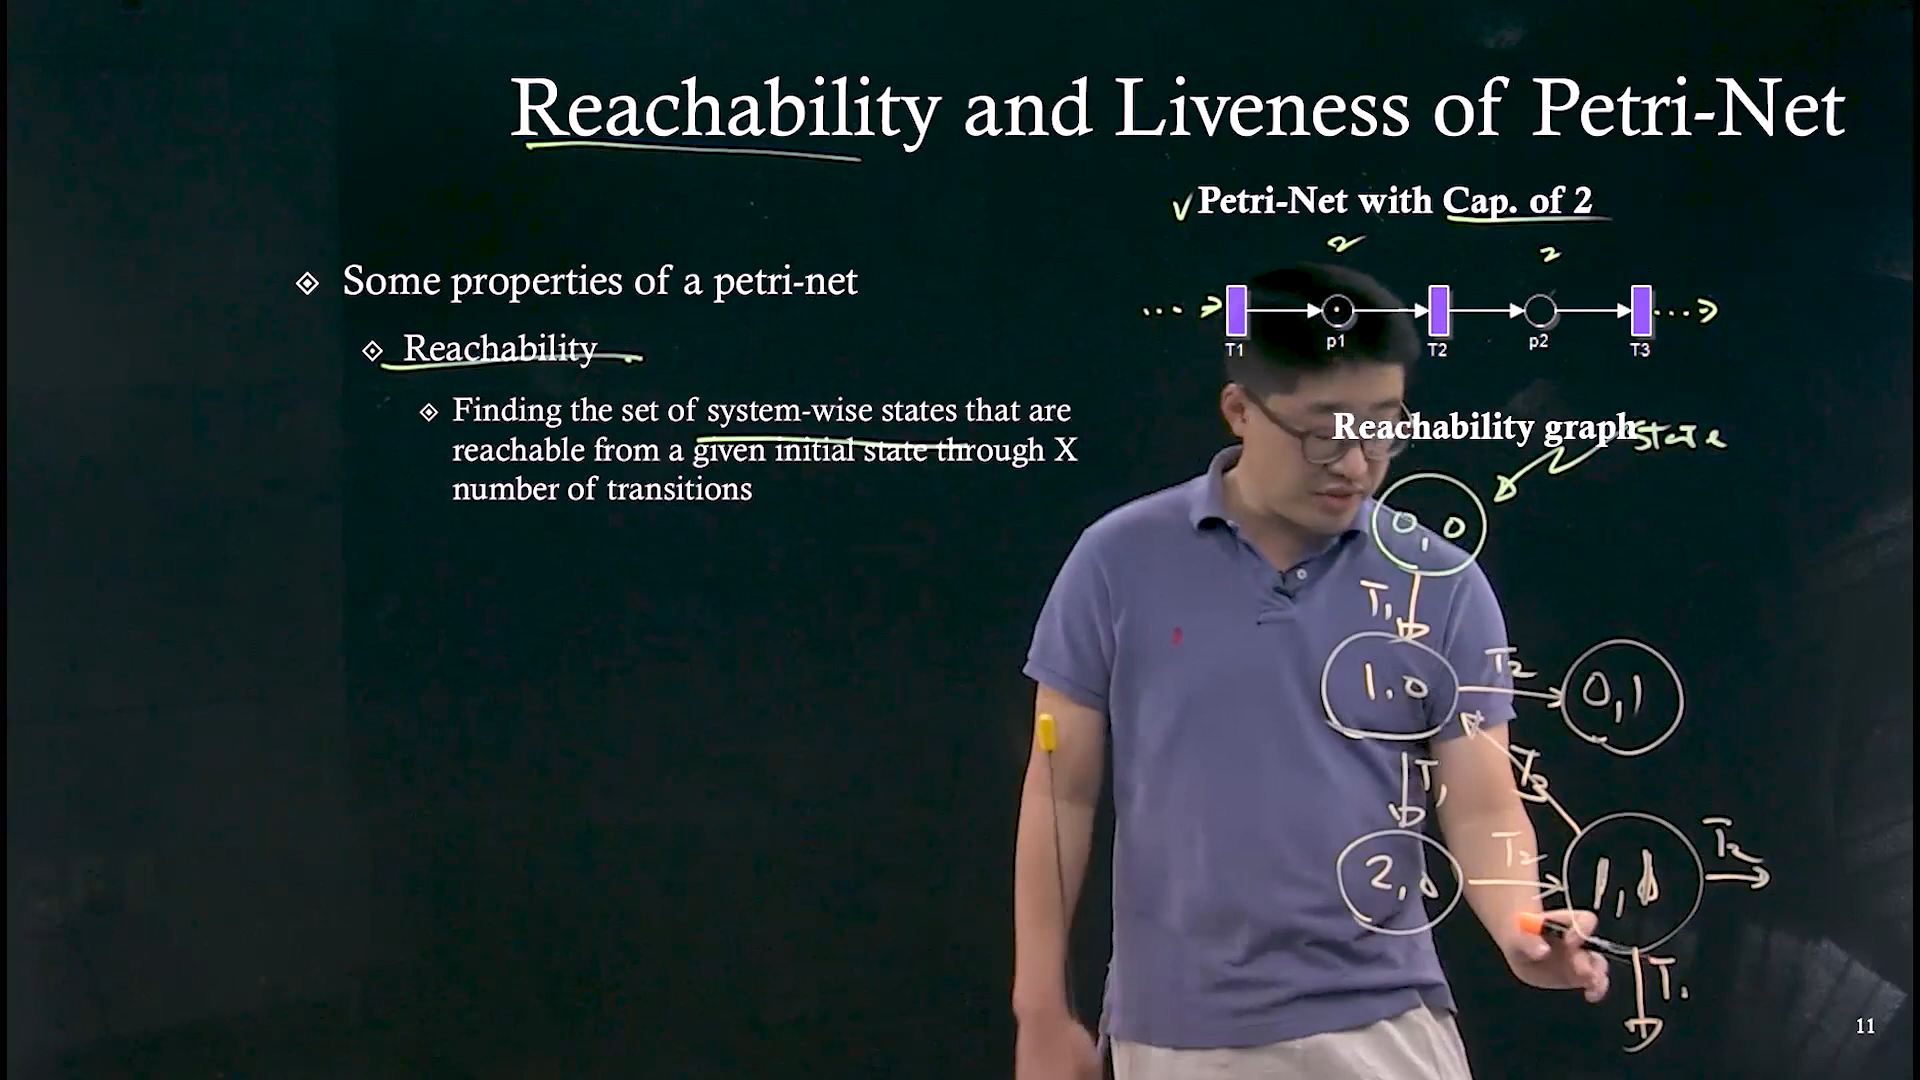 Reachability and Liveness of Petri-Net
Some properties of a petri-net
Reachability
Finding the set of system-wise states that are
reachable from a given initial state through X
number of transitions
Petri-Net with Cap. of 2
2 2
T1 p1 T2 p2 T3
Reachability graph
state
0,0
T1
1,0 T2 0,1
T1 T3
2,0 T2 1,1 T2
T1
11